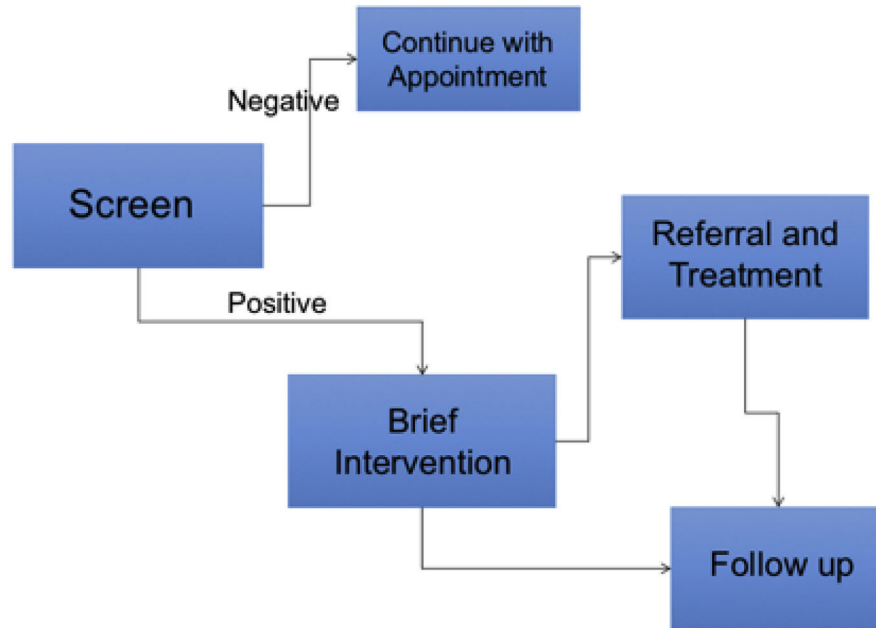 Continue with
Appointment
Negative
Screen
Referral and
Treatment
Positive
Brief
Intervention
Follow up